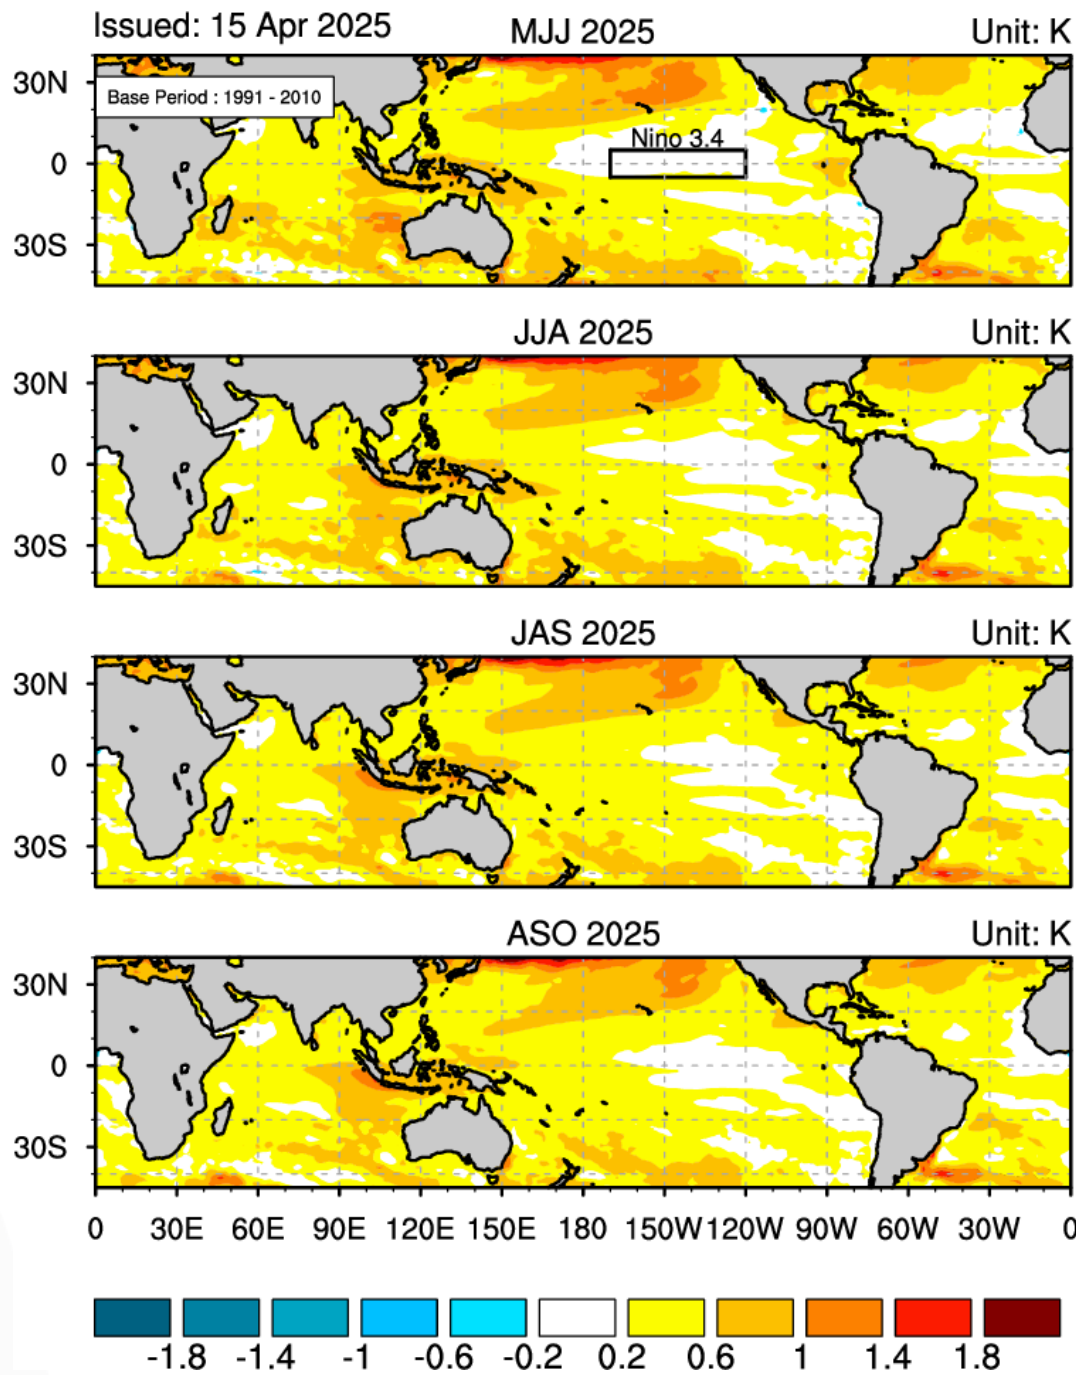 Issued: 15 Apr 2025 MJJ 2025 Unit: K
30N
Base Period : 1991 - 2010
Nino 3.4
0
30S
JJA 2025 Unit: K
30N
0
30S
JAS 2025 Unit: K
30N
0
30S
ASO 2025 Unit: K
30N
0
30S
0 30E 60E 90E 120E 150E 180 150W 120W 90W 60W 30W 0
-1.8 -1.4 -1 -0.6 -0.2 0.2 0.6 1 1.4 1.8